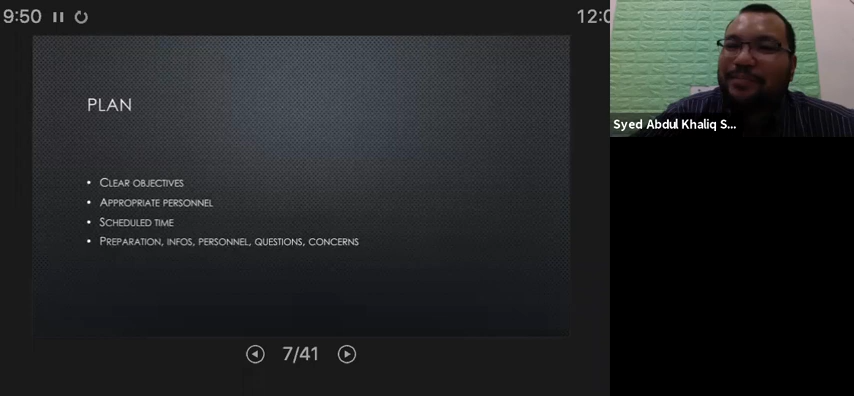 9:50
12:0
PLAN
• CLEAR OBJECTIVES
• APPROPRIATE PERSONNEL
• SCHEDULED TIME
• PREPARATION, INFOS, PERSONNEL, QUESTIONS, CONCERNS
7/41
Syed Abdul Khaliq S...